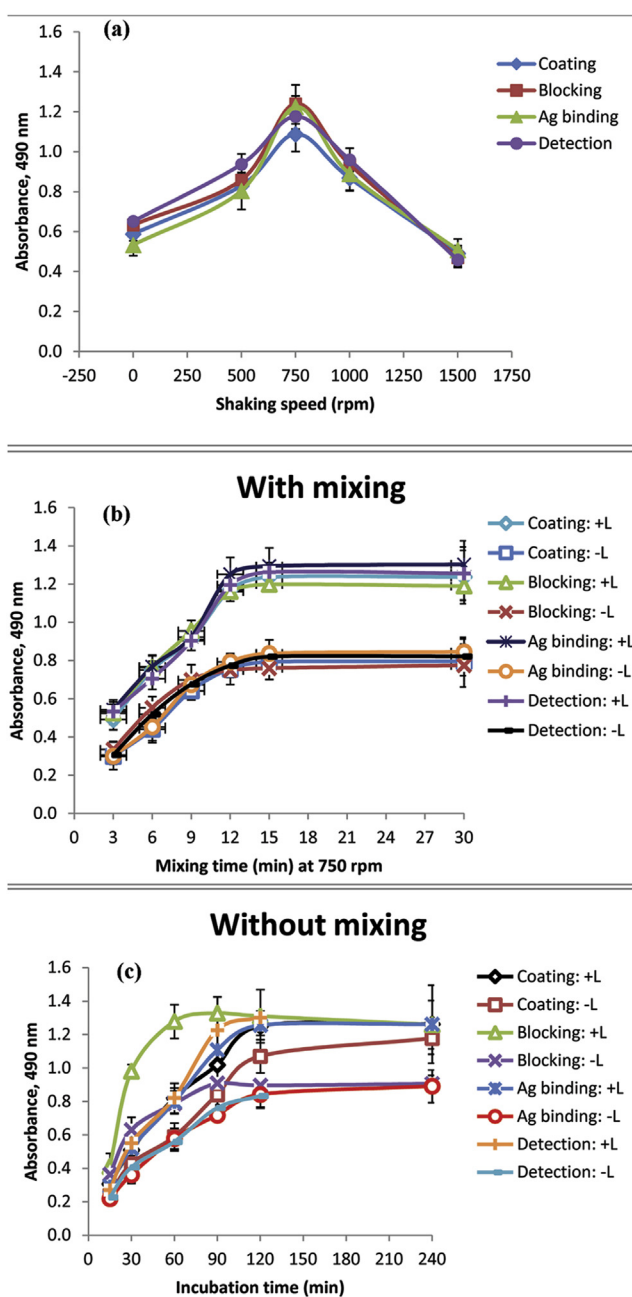 (a)
1.6
1.4
1.2
1.0
0.8
0.6
0.4
0.2
0.0
Absorbance, 490 nm
-250 0 250 500 750 1000 1250 1500 1750
Shaking speed (rpm)
Coating
Blocking
Ag binding
Detection
With mixing
(b)
1.6
1.4
1.2
1.0
0.8
0.6
0.4
0.2
0.0
Absorbance, 490 nm
0 3 6 9 12 15 18 21 24 27 30
Mixing time (min) at 750 rpm
Coating: +L
Coating: -L
Blocking: +L
Blocking: -L
Ag binding: +L
Ag binding: -L
Detection: +L
Detection: -L
Without mixing
(c)
1.6
1.4
1.2
1.0
0.8
0.6
0.4
0.2
0.0
Absorbance, 490 nm
0 30 60 90 120 150 180 210 240
Incubation time (min)
Coating: +L
Coating: -L
Blocking: +L
Blocking: -L
Ag binding: +L
Ag binding: -L
Detection: +L
Detection: -L